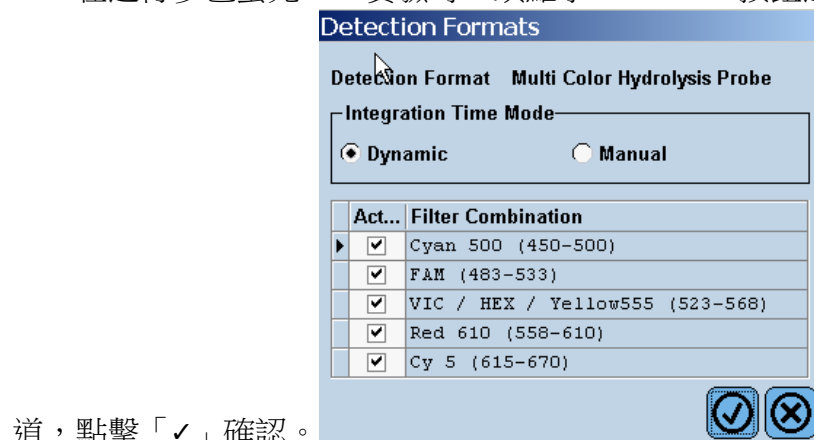 Detection Formats
Detection Format Multi Color Hydrolysis Probe
Integration Time Mode
Dynamic Manual
Act... Filter Combination
Cyan 500 (450-500)
FAM (483-533)
VIC / HEX / Yellow555 (523-568)
Red 610 (558-610)
Cy 5 (615-670)
道，點擊「✓」確認。